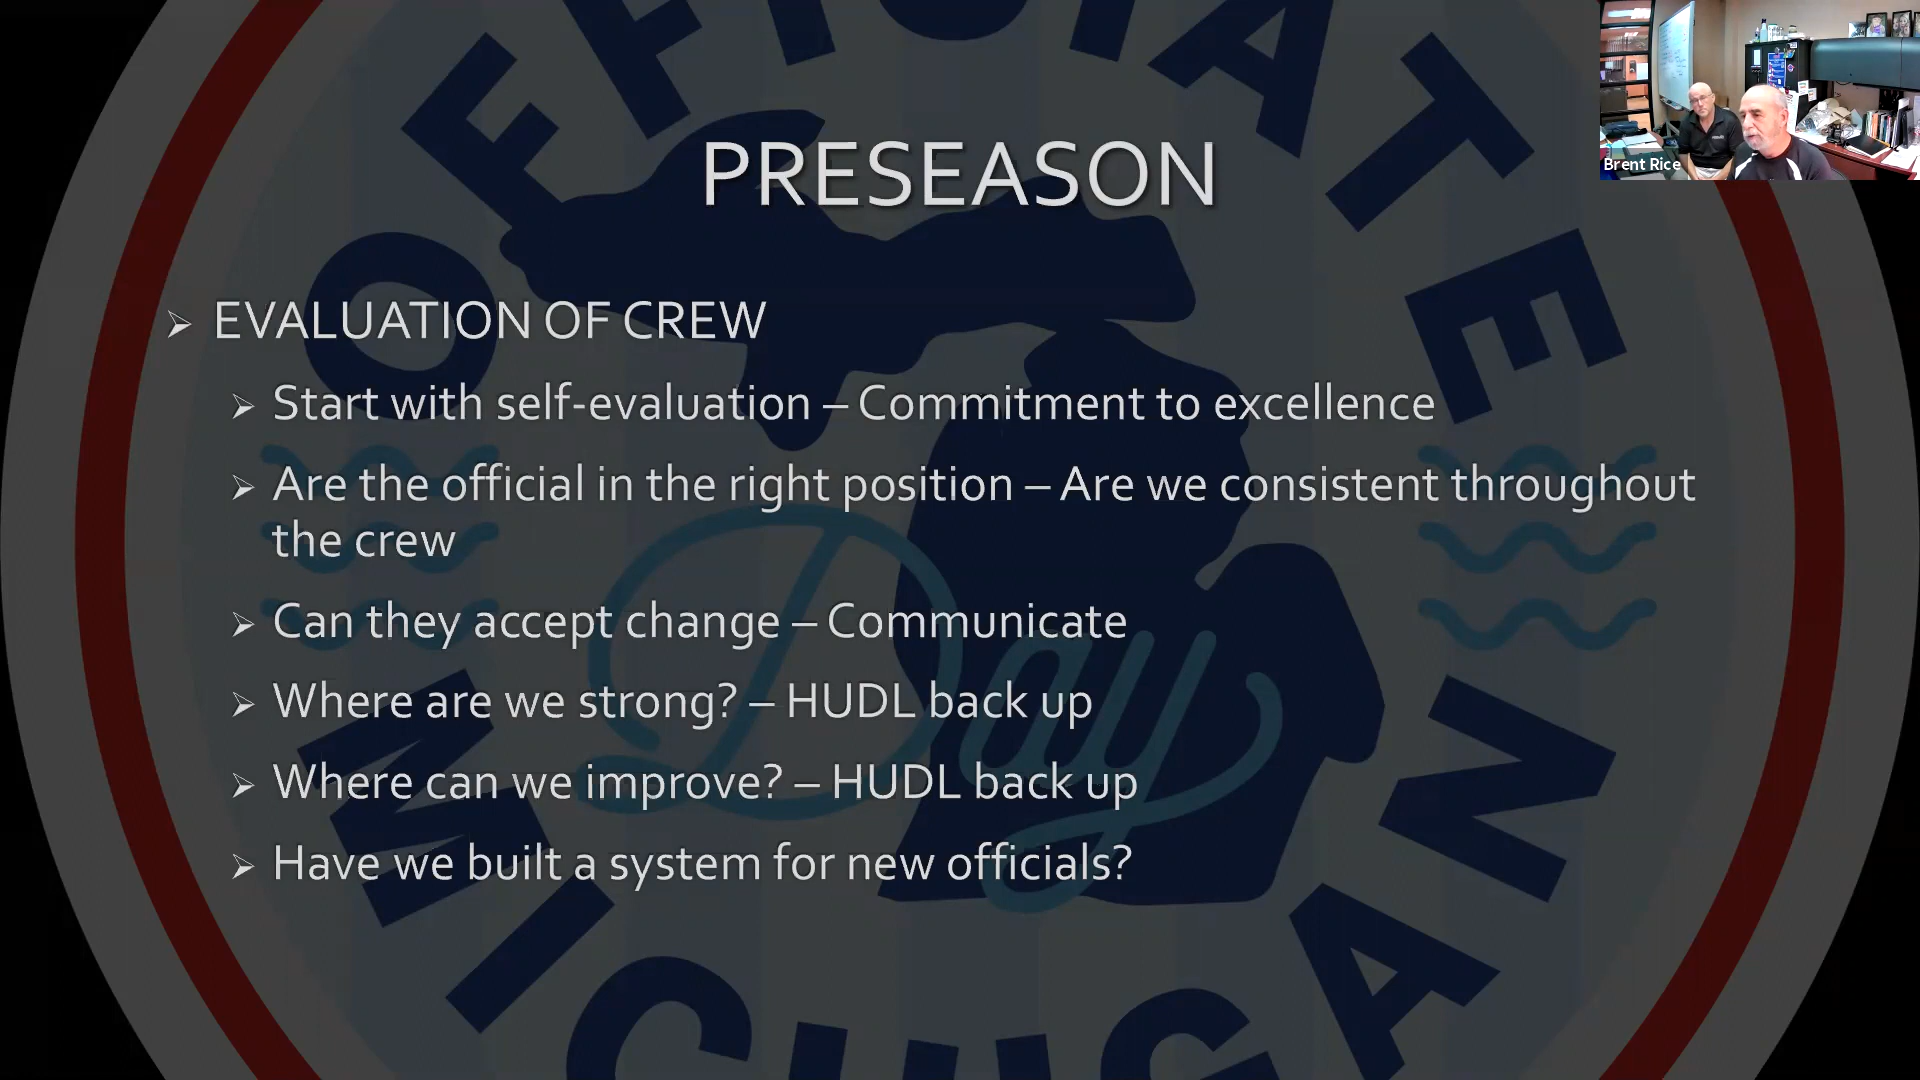 OFFICIATE
Brent Rice
PRESEASON
➢ EVALUATION OF CREW
➢ Start with self-evaluation – Commitment to excellence
➢ Are the official in the right position – Are we consistent throughout
the crew
➢ Can they accept change – Communicate
➢ Where are we strong? – HUDL back up
➢ Where can we improve? – HUDL back up
➢ Have we built a system for new officials?
Day
MICHIGAN